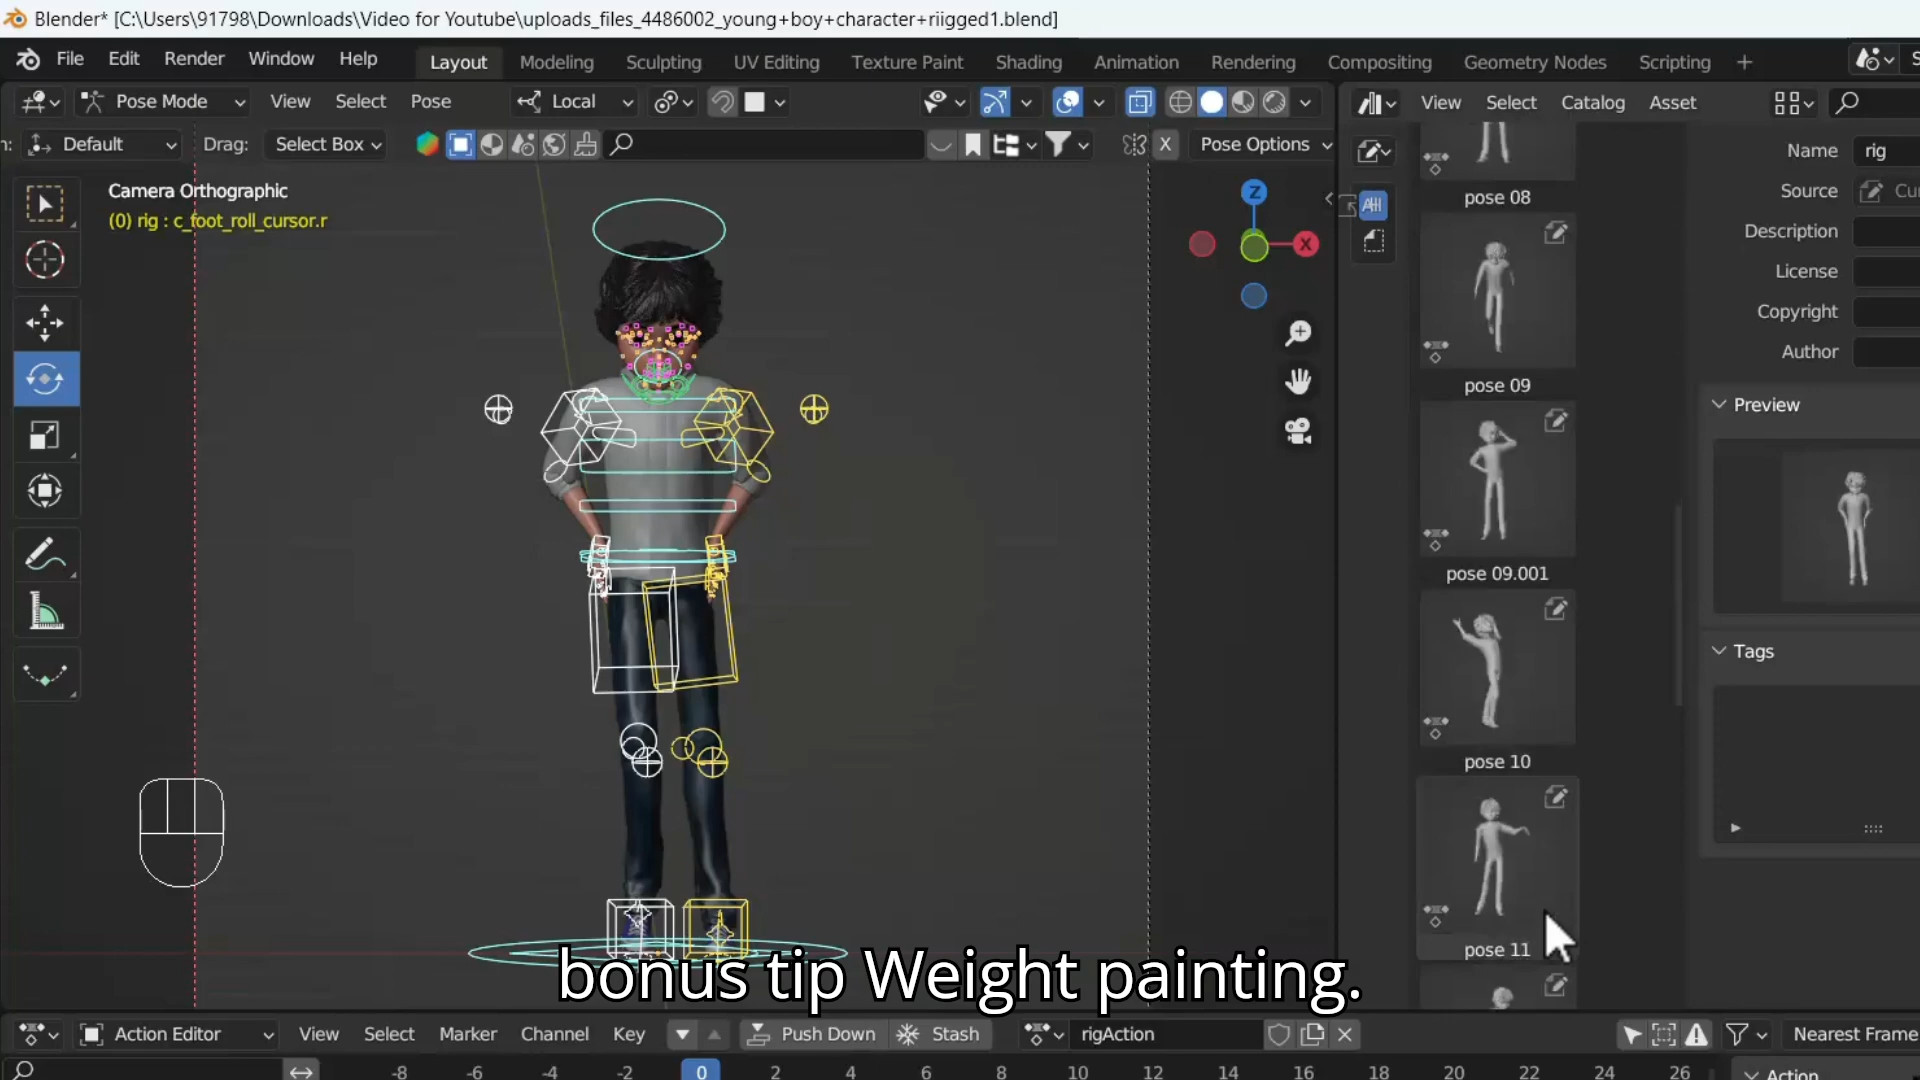 Blender* [C:\Users\91798\Downloads\Video for Youtube\uploads_files_4486002_young+boy+character+riigged1.blend]
File Edit Render Window Help Layout Modeling Sculpting UV Editing Texture Paint Shading Animation Rendering Compositing Geometry Nodes Scripting +
Pose Mode View Select Pose Local View Select Catalog Asset
Default Drag: Select Box X Pose Options
Name rig
Camera Orthographic
(0) rig : c_foot_roll_cursor.r
Z
X
Source
Description
License
Copyright
Author
Preview
Tags
pose 08
pose 09
pose 09.001
pose 10
pose 11
bonus tip Weight painting.
Action Editor View Select Marker Channel Key Push Down Stash rigAction Nearest Frame
-8 -6 -4 -2 0 2 4 6 8 10 12 14 16 18 20 22 24 26
Action